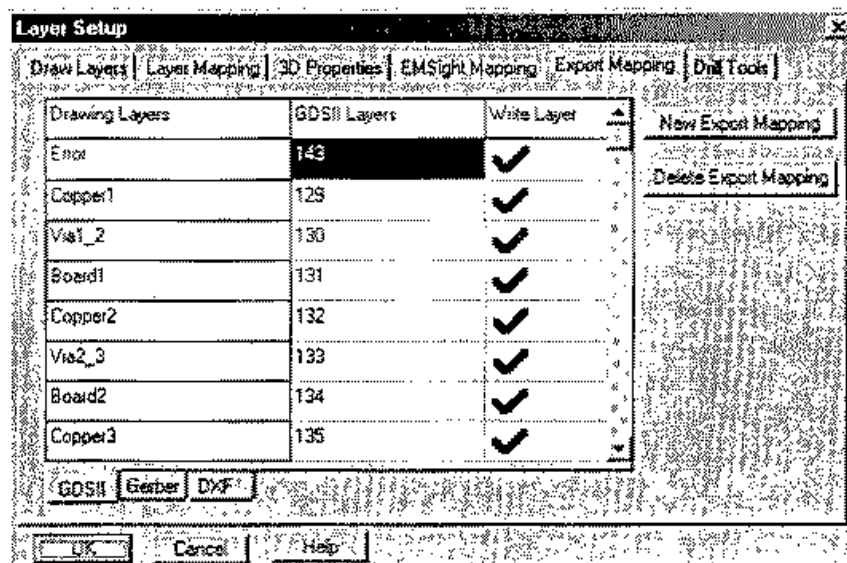 Layer Setup
Draw Layers Layer Mapping 3D Properties EMSight Mapping Export Mapping Drill Tools
Drawing Layers GDSII Layers Write Layer
New Export Mapping
Error 143
Delete Export Mapping
Copper1 129
Via1_2 130
Board1 131
Copper2 132
Via2_3 133
Board2 134
Copper3 135
GDSII Gerber DXF
OK Cancel Help